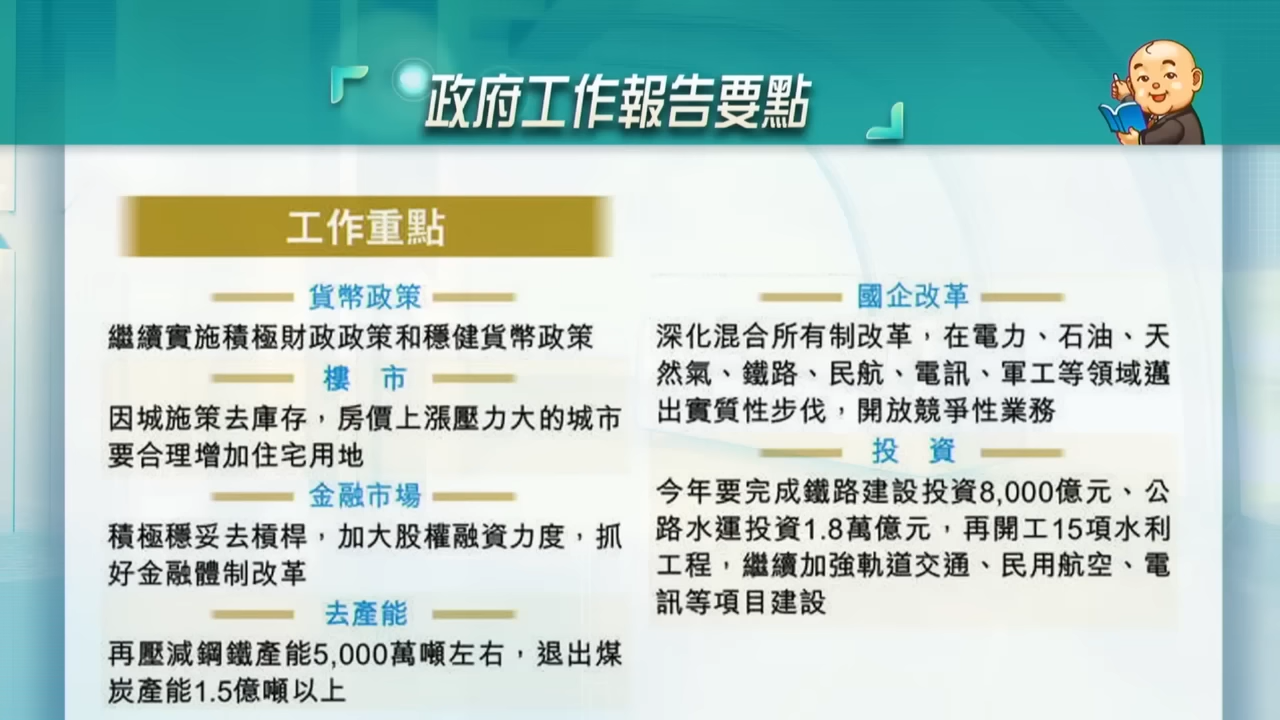 政府工作報告要點
工作重點
貨幣政策
繼續實施積極財政政策和穩健貨幣政策
樓 市
因城施策去庫存，房價上漲壓力大的城市
要合理增加住宅用地
金融市場
積極穩妥去槓桿，加大股權融資力度，抓
好金融體制改革
去產能
再壓減鋼鐵產能5,000萬噸左右，退出煤
炭產能1.5億噸以上
國企改革
深化混合所有制改革，在電力、石油、天
然氣、鐵路、民航、電訊、軍工等領域邁
出實質性步伐，開放競爭性業務
投 資
今年要完成鐵路建設投資8,000億元、公
路水運投資1.8萬億元，再開工15項水利
工程，繼續加強軌道交通、民用航空、電
訊等項目建設